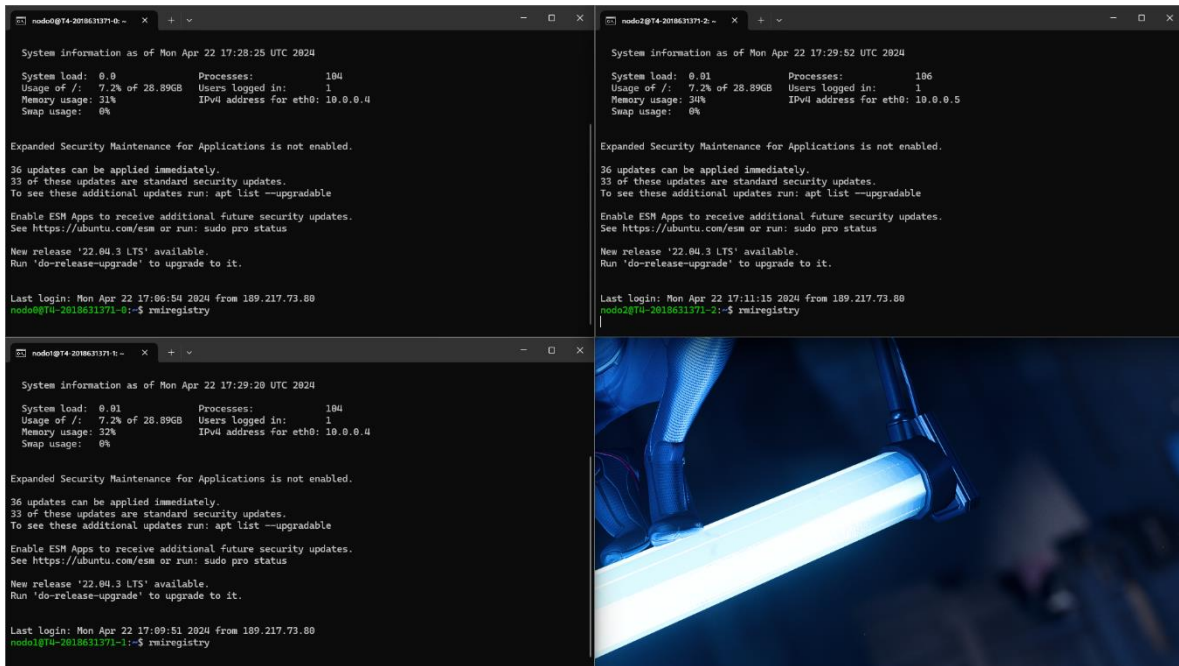 nodo0@T4-2018631371-0: ~
System information as of Mon Apr 22 17:28:25 UTC 2024
System load: 0.0 Processes: 104
Usage of /: 7.2% of 28.89GB Users logged in: 1
Memory usage: 31% IPv4 address for eth0: 10.0.0.4
Swap usage: 0%
Expanded Security Maintenance for Applications is not enabled.
36 updates can be applied immediately.
33 of these updates are standard security updates.
To see these additional updates run: apt list --upgradable
Enable ESM Apps to receive additional future security updates.
See https://ubuntu.com/esm or run: sudo pro status
New release '22.04.3 LTS' available.
Run 'do-release-upgrade' to upgrade to it.
Last login: Mon Apr 22 17:06:54 2024 from 189.217.73.80
nodo0@T4-2018631371-0:~$ rmiregistry
nodo2@T4-2018631371-2: ~
System information as of Mon Apr 22 17:29:52 UTC 2024
System load: 0.01 Processes: 106
Usage of /: 7.2% of 28.89GB Users logged in: 1
Memory usage: 34% IPv4 address for eth0: 10.0.0.5
Swap usage: 0%
Expanded Security Maintenance for Applications is not enabled.
36 updates can be applied immediately.
33 of these updates are standard security updates.
To see these additional updates run: apt list --upgradable
Enable ESM Apps to receive additional future security updates.
See https://ubuntu.com/esm or run: sudo pro status
New release '22.04.3 LTS' available.
Run 'do-release-upgrade' to upgrade to it.
Last login: Mon Apr 22 17:11:15 2024 from 189.217.73.80
nodo2@T4-2018631371-2:~$ rmiregistry
nodo1@T4-2018631371-1: ~
System information as of Mon Apr 22 17:29:20 UTC 2024
System load: 0.01 Processes: 104
Usage of /: 7.2% of 28.89GB Users logged in: 1
Memory usage: 32% IPv4 address for eth0: 10.0.0.4
Swap usage: 0%
Expanded Security Maintenance for Applications is not enabled.
36 updates can be applied immediately.
33 of these updates are standard security updates.
To see these additional updates run: apt list --upgradable
Enable ESM Apps to receive additional future security updates.
See https://ubuntu.com/esm or run: sudo pro status
New release '22.04.3 LTS' available.
Run 'do-release-upgrade' to upgrade to it.
Last login: Mon Apr 22 17:09:51 2024 from 189.217.73.80
nodo1@T4-2018631371-1:~$ rmiregistry